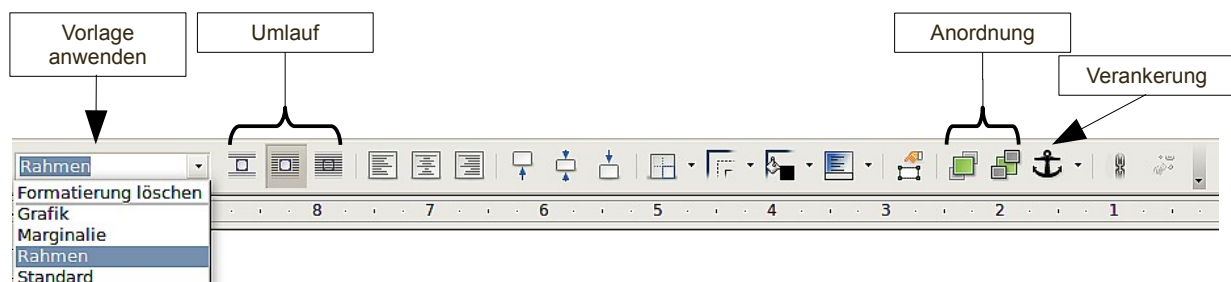 Vorlage
anwenden
Umlauf
Anordnung
Verankerung
Rahmen
Formatierung löschen
Grafik
Marginalie
Rahmen
Standard
8 7 6 5 4 3 2 1